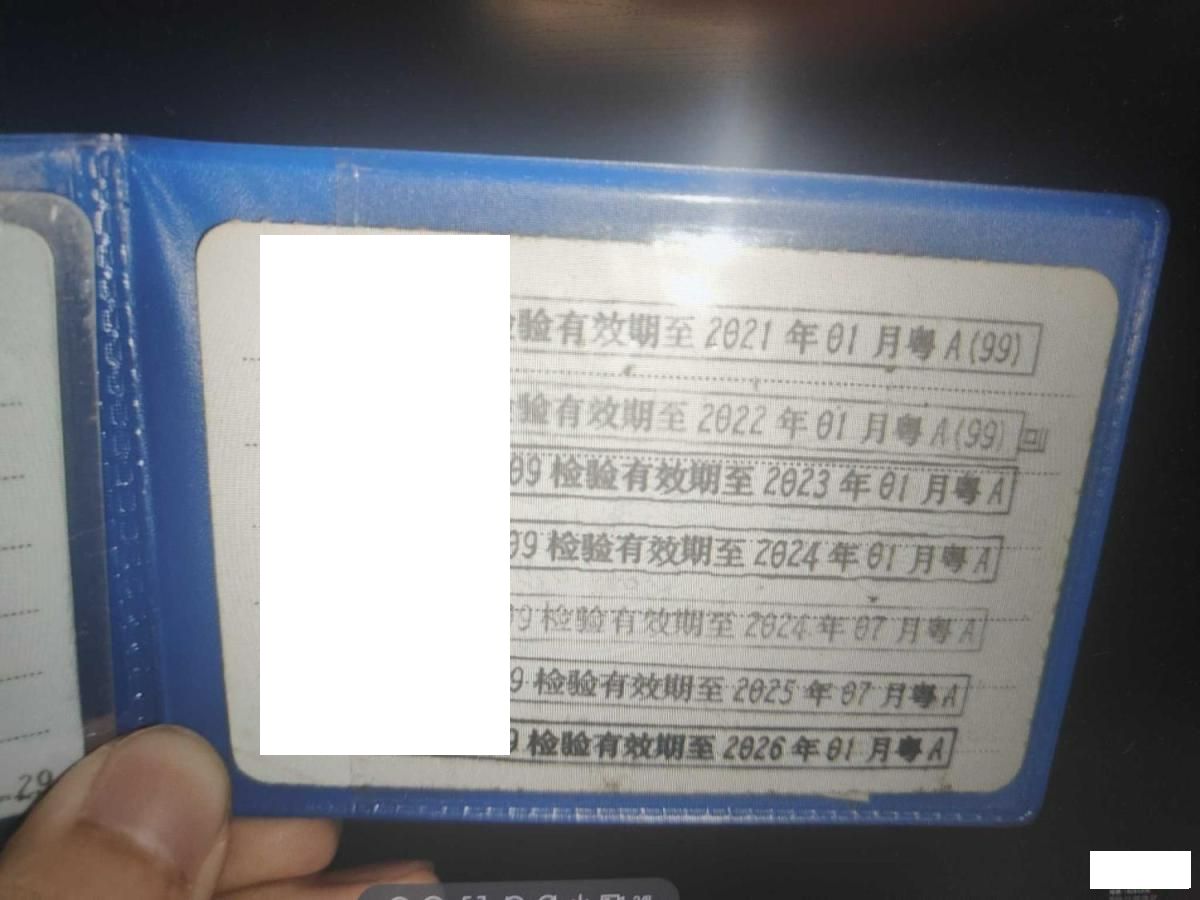 验有效期至 2021 年 01 月粤 A(99)
验有效期至 2022 年 01 月粤 A(99)
09 检验有效期至 2023 年 01 月粤 A
09 检验有效期至 2024 年 01 月粤 A
9 检验有效期至 2024 年 07 月粤 A
9 检验有效期至 2025 年 07 月粤 A
检验有效期至 2026 年 01 月粤 A
29